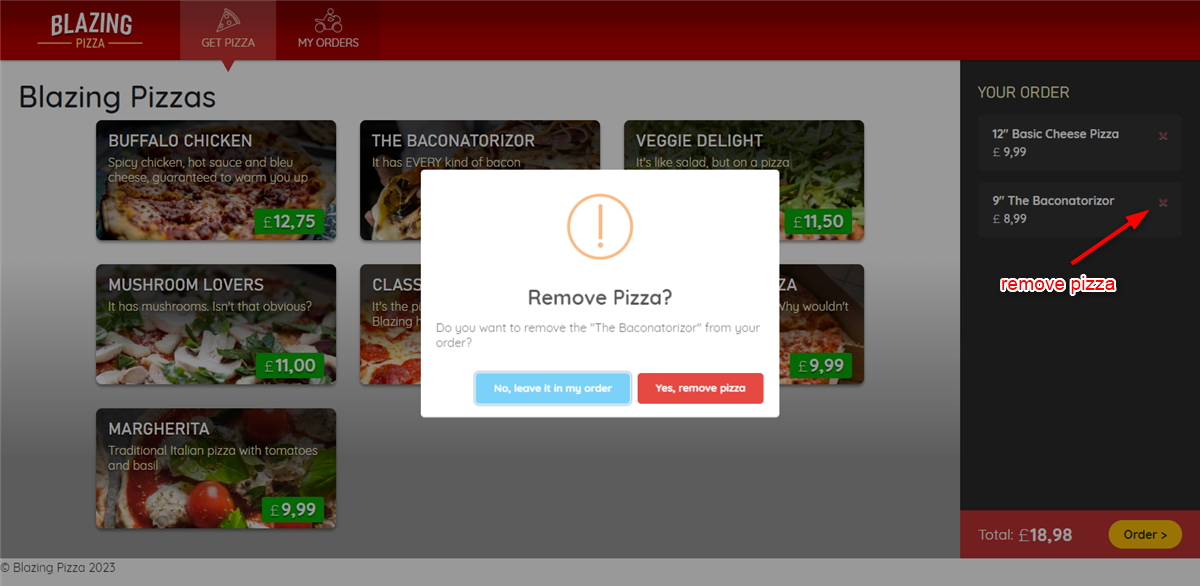 BLAZING
PIZZA
GET PIZZA
MY ORDERS
Blazing Pizzas
BUFFALO CHICKEN
Spicy chicken, hot sauce and bleu
cheese, guaranteed to warm you up
£12,75
THE BACONATORIZOR
It has EVERY kind of bacon
VEGGIE DELIGHT
It's like salad, but on a pizza
£11,50
MUSHROOM LOVERS
It has mushrooms. Isn't that obvious?
£11,00
CLASS
It's the pi
Blazing h
ZA
Why wouldn't
£9,99
MARGHERITA
Traditional Italian pizza with tomatoes
and basil
£9,99
Remove Pizza?
Do you want to remove the "The Baconatorizor" from your
order?
No, leave it in my order
Yes, remove pizza
YOUR ORDER
12" Basic Cheese Pizza
£ 9,99
9" The Baconatorizor
£ 8,99
remove pizza
Total: £18,98
Order >
© Blazing Pizza 2023